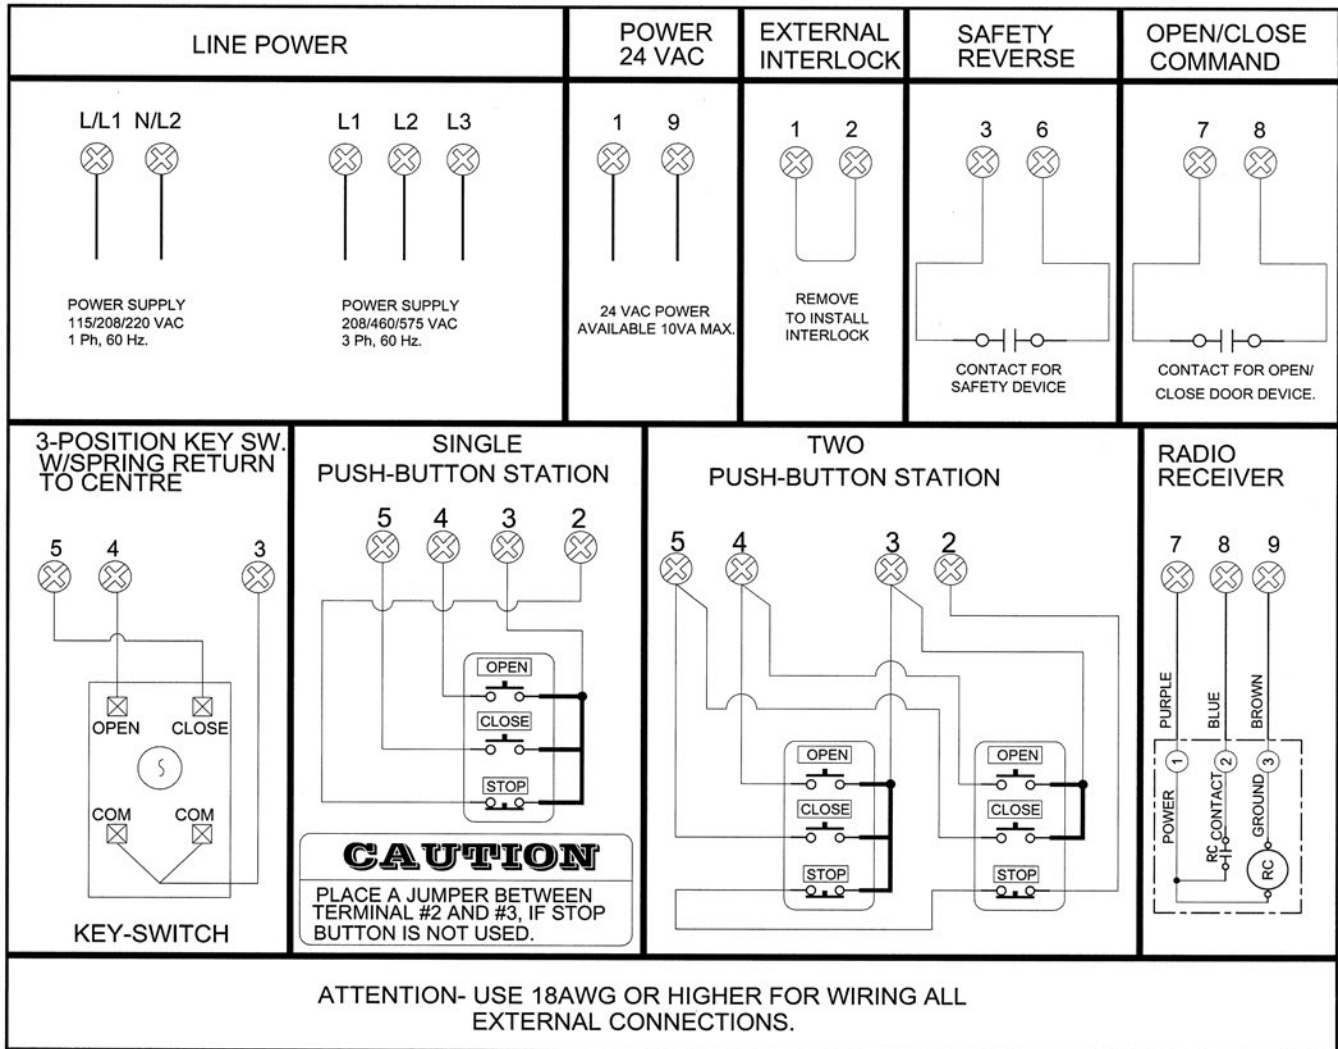 LINE POWER
POWER
24 VAC
EXTERNAL
INTERLOCK
SAFETY
REVERSE
OPEN/CLOSE
COMMAND
L/L1 N/L2
L1 L2 L3
POWER SUPPLY
115/208/220 VAC
1 Ph, 60 Hz.
POWER SUPPLY
208/460/575 VAC
3 Ph, 60 Hz.
1 9
24 VAC POWER
AVAILABLE 10VA MAX.
1 2
REMOVE
TO INSTALL
INTERLOCK
3 6
CONTACT FOR
SAFETY DEVICE
7 8
CONTACT FOR OPEN/
CLOSE DOOR DEVICE.
3-POSITION KEY SW.
W/SPRING RETURN
TO CENTRE
5 4 3
OPEN CLOSE
COM COM
KEY-SWITCH
SINGLE
PUSH-BUTTON STATION
5 4 3 2
OPEN
CLOSE
STOP
CAUTION
PLACE A JUMPER BETWEEN
TERMINAL #2 AND #3, IF STOP
BUTTON IS NOT USED.
TWO
PUSH-BUTTON STATION
5 4 3 2
OPEN
CLOSE
STOP
OPEN
CLOSE
STOP
RADIO
RECEIVER
7 8 9
PURPLE
BLUE
BROWN
1 2 3
POWER
RC CONTACT
GROUND
RC
ATTENTION- USE 18AWG OR HIGHER FOR WIRING ALL
EXTERNAL CONNECTIONS.